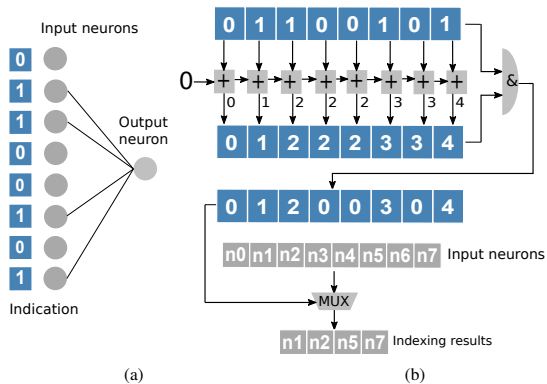 Input neurons
0
1
1
0
0
1
0
1
Output
neuron
Indication
(a)
0 1 1 0 0 1 0 1
0 + + + + + + + +
0 1 2 2 2 3 3 4
&
0 1 2 2 2 3 3 4
0 1 2 0 0 3 0 4
n0 n1 n2 n3 n4 n5 n6 n7 Input neurons
MUX
n1 n2 n5 n7 Indexing results
(b)